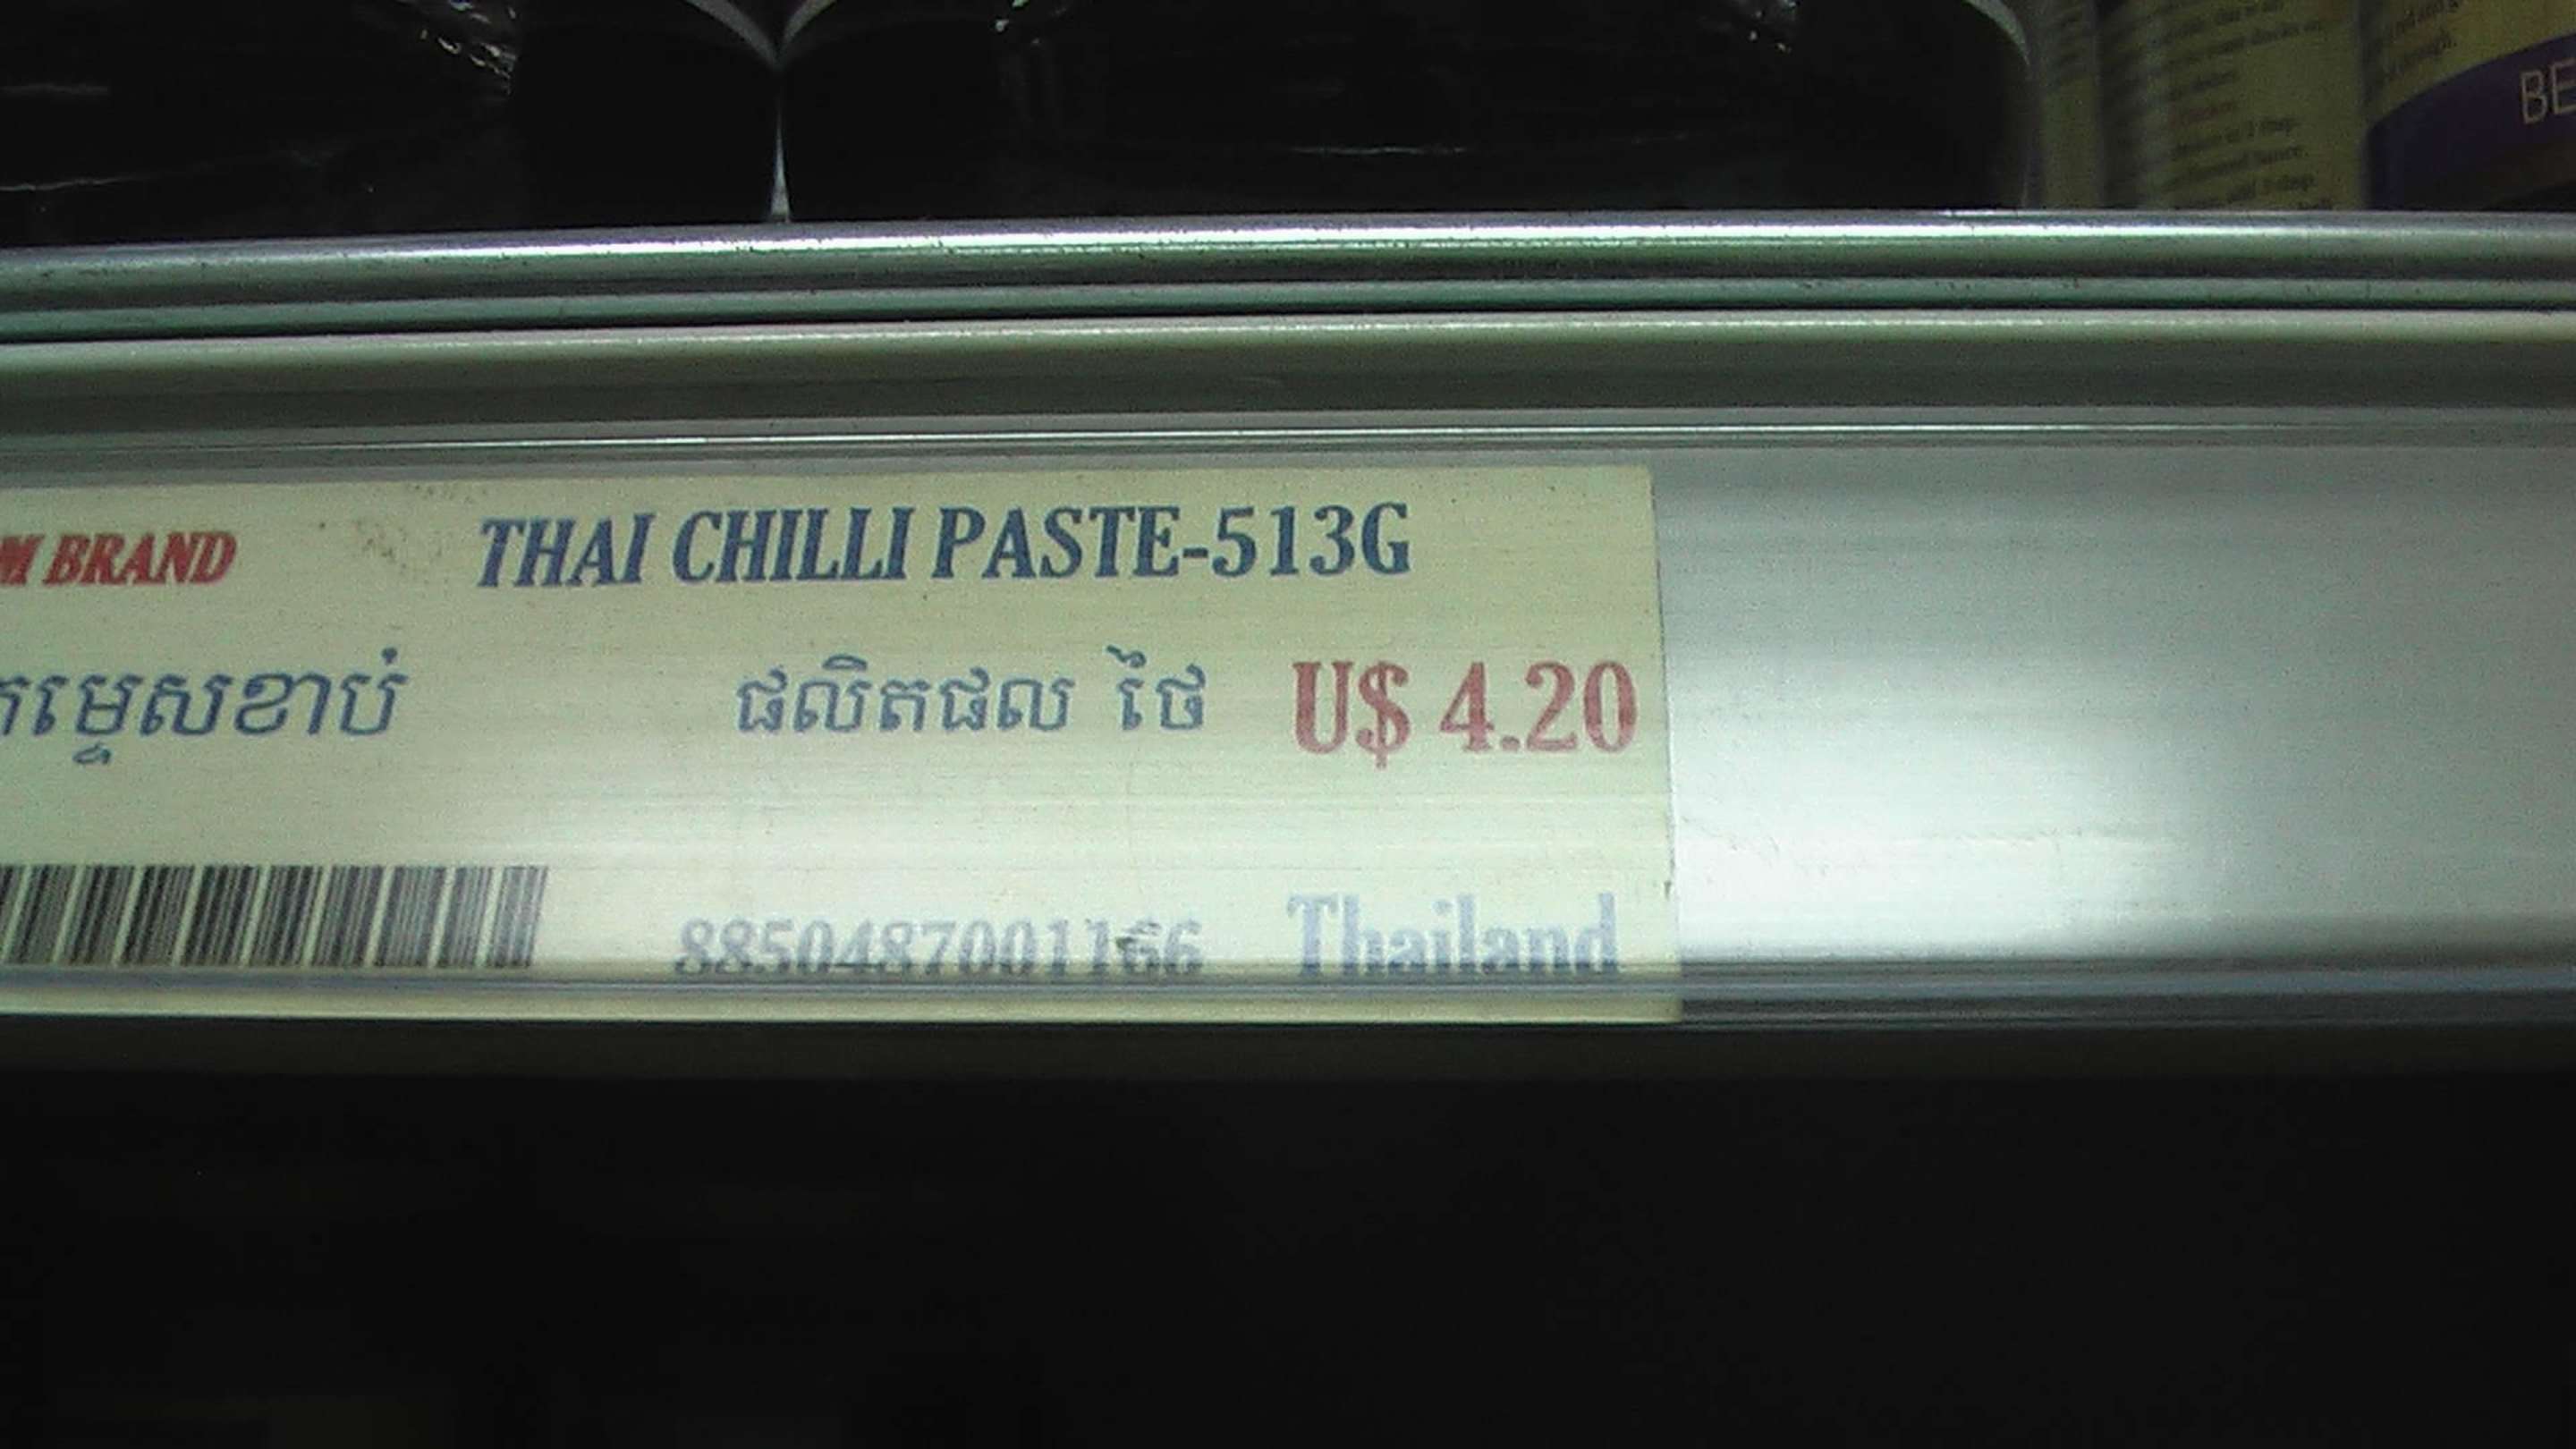 BE
BRAND THAI CHILLI PASTE-513G
ម្ទេសខាប់ ផលិតផល ថៃ U$ 4.20
8850487001166 Thailand